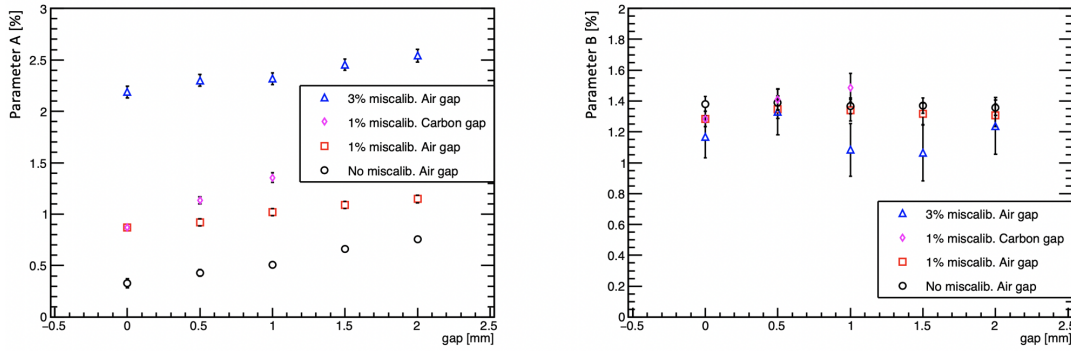 Parameter A [%]
3
2.5
2
1.5
1
0.5
0
3% miscalib. Air gap
1% miscalib. Carbon gap
1% miscalib. Air gap
No miscalib. Air gap
−0.5 0 0.5 1 1.5 2 2.5
gap [mm]
Parameter B [%]
2
1.8
1.6
1.4
1.2
1
0.8
0.6
0.4
0.2
0
3% miscalib. Air gap
1% miscalib. Carbon gap
1% miscalib. Air gap
No miscalib. Air gap
−0.5 0 0.5 1 1.5 2 2.5
gap [mm]